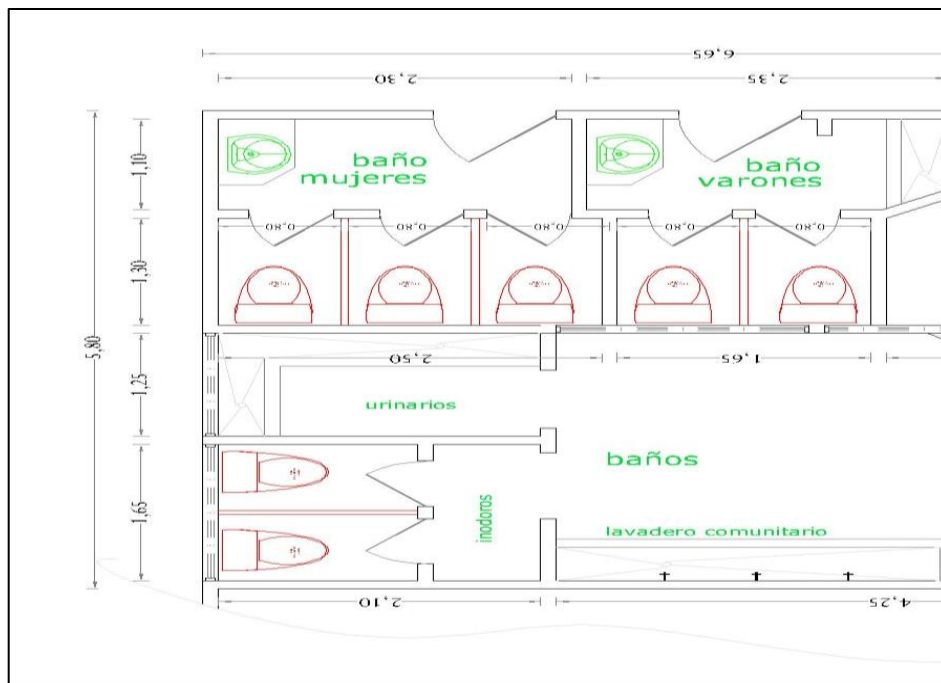 6,65
2,30
2,35
1,10
baño
mujeres
baño
varones
0,80
0,80
0,80
0,80
0,80
1,30
5,80
2,50
1,65
1,25
urinarios
baños
1,65
inodoros
lavadero comunitario
2,10
4,25